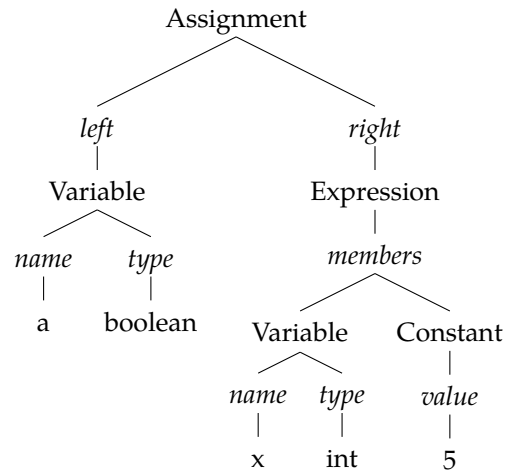 Assignment
left right
Variable Expression
name type members
a boolean Variable Constant
name type value
x int 5